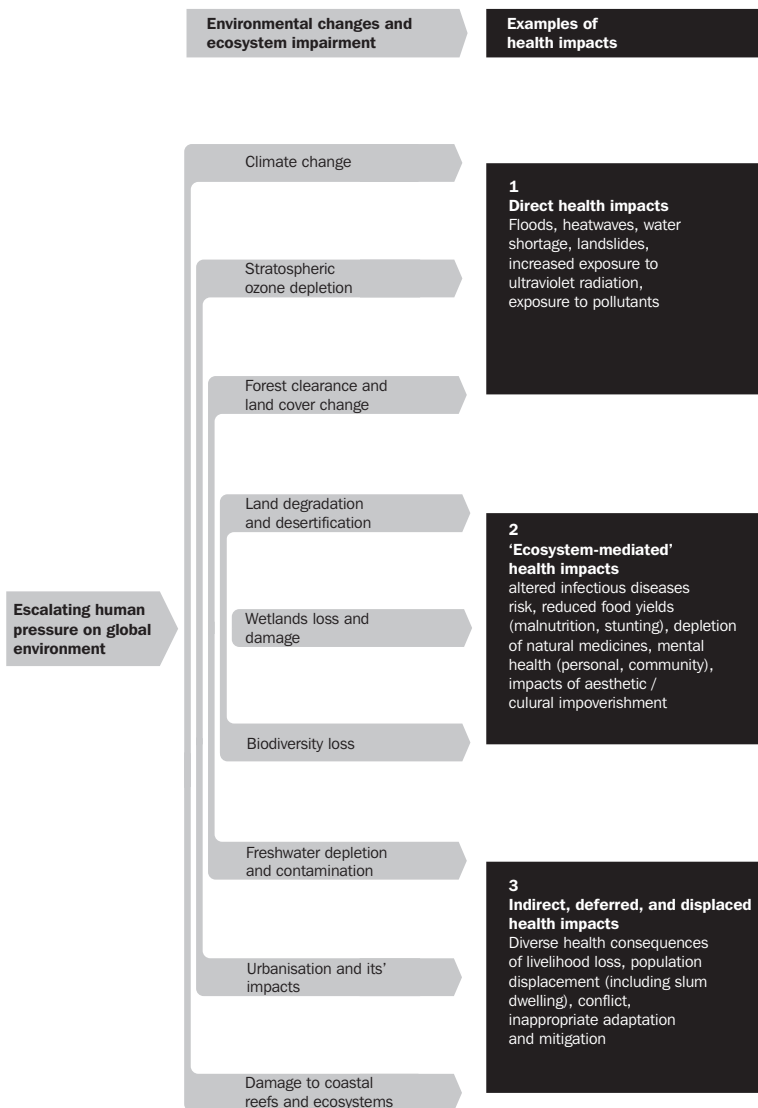 Environmental changes and
ecosystem impairment
Examples of
health impacts
Climate change
1
Direct health impacts
Floods, heatwaves, water
shortage, landslides,
increased exposure to
ultraviolet radiation,
exposure to pollutants
Stratospheric
ozone depletion
Forest clearance and
land cover change
Land degradation
and desertification
2
‘Ecosystem-mediated’
health impacts
altered infectious diseases
risk, reduced food yields
(malnutrition, stunting), depletion
of natural medicines, mental
health (personal, community),
impacts of aesthetic /
culural impoverishment
Escalating human
pressure on global
environment
Wetlands loss and
damage
Biodiversity loss
Freshwater depletion
and contamination
3
Indirect, deferred, and displaced
health impacts
Diverse health consequences
of livelihood loss, population
displacement (including slum
dwelling), conflict,
inappropriate adaptation
and mitigation
Urbanisation and its’
impacts
Damage to coastal
reefs and ecosystems